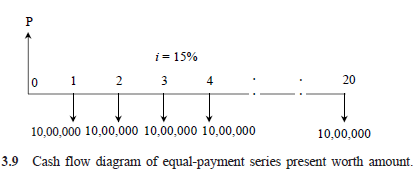 P
i = 15%
0 1 2 3 4 . . 20
10,00,000 10,00,000 10,00,000 10,00,000 10,00,000
3.9 Cash flow diagram of equal-payment series present worth amount.